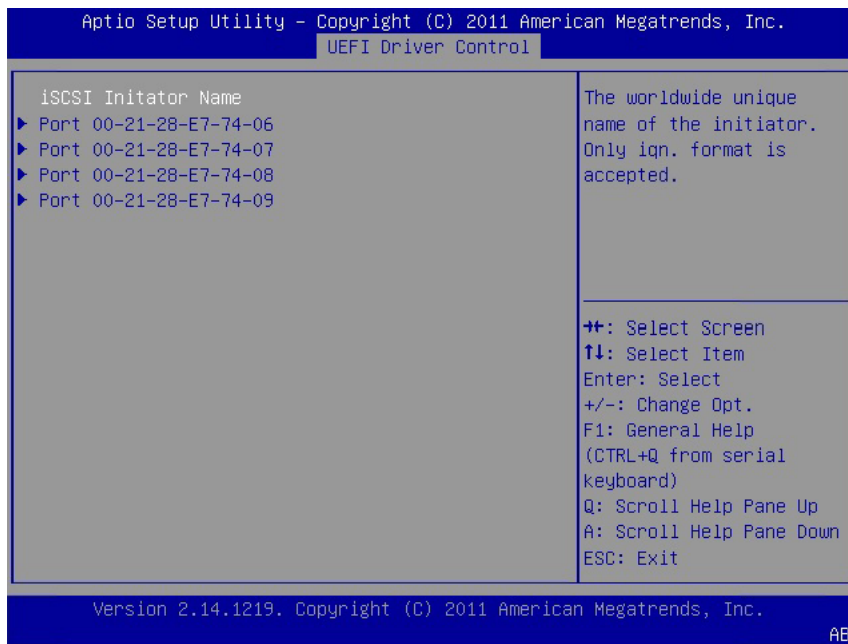 Aptio Setup Utility – Copyright (C) 2011 American Megatrends, Inc.
UEFI Driver Control
iSCSI Initator Name
Port 00-21-28-E7-74-06
Port 00-21-28-E7-74-07
Port 00-21-28-E7-74-08
Port 00-21-28-E7-74-09
The worldwide unique
name of the initiator.
Only iqn. format is
accepted.
→←: Select Screen
↑↓: Select Item
Enter: Select
+/-: Change Opt.
F1: General Help
(CTRL+Q from serial
keyboard)
Q: Scroll Help Pane Up
A: Scroll Help Pane Down
ESC: Exit
Version 2.14.1219. Copyright (C) 2011 American Megatrends, Inc.